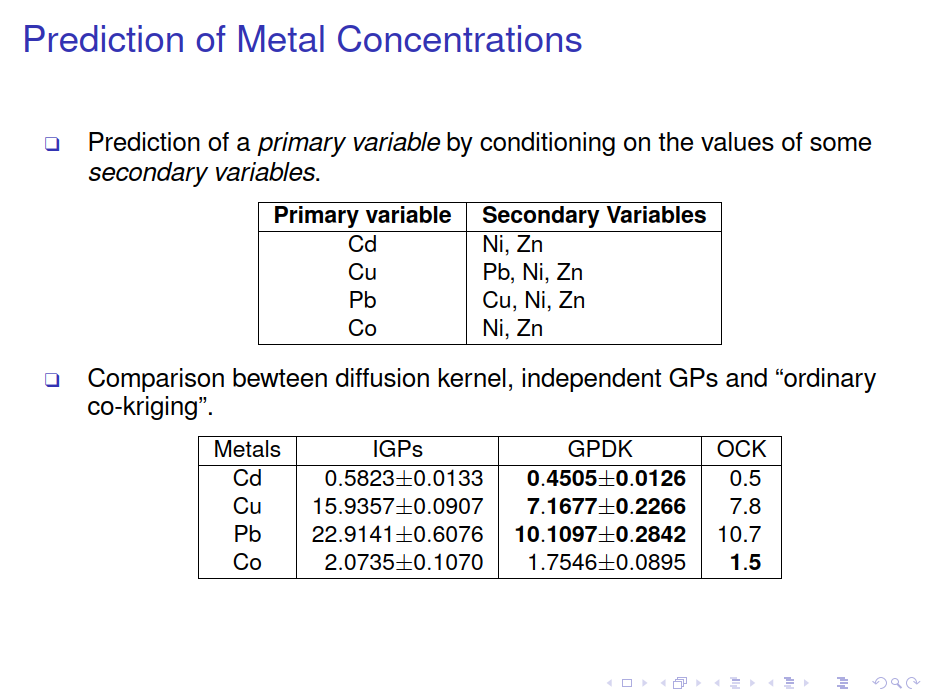 Prediction of Metal Concentrations
Prediction of a primary variable by conditioning on the values of some
secondary variables.
Primary variable Secondary Variables
Cd Ni, Zn
Cu Pb, Ni, Zn
Pb Cu, Ni, Zn
Co Ni, Zn
Comparison bewteen diffusion kernel, independent GPs and “ordinary
co-kriging”.
Metals IGPs GPDK OCK
Cd 0.5823±0.0133 0.4505±0.0126 0.5
Cu 15.9357±0.0907 7.1677±0.2266 7.8
Pb 22.9141±0.6076 10.1097±0.2842 10.7
Co 2.0735±0.1070 1.7546±0.0895 1.5